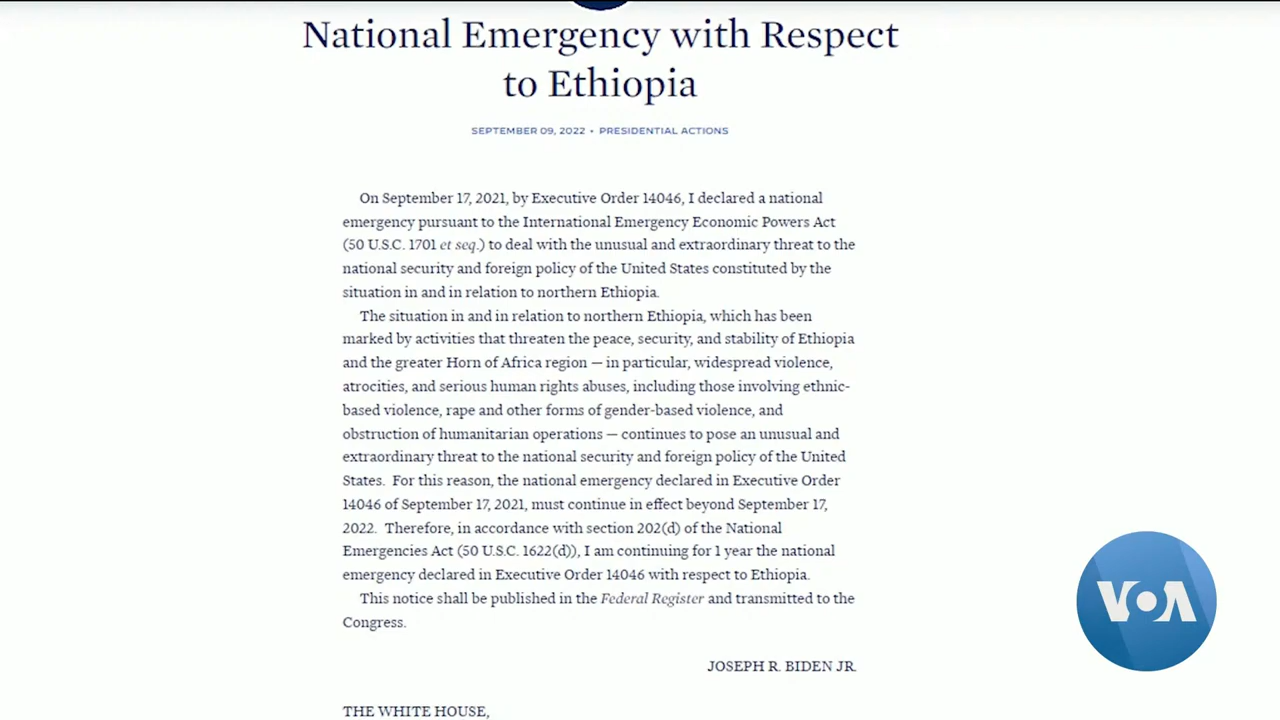 National Emergency with Respect
to Ethiopia
SEPTEMBER 09, 2022 • PRESIDENTIAL ACTIONS
On September 17, 2021, by Executive Order 14046, I declared a national
emergency pursuant to the International Emergency Economic Powers Act
(50 U.S.C. 1701 et seq.) to deal with the unusual and extraordinary threat to the
national security and foreign policy of the United States constituted by the
situation in and in relation to northern Ethiopia.
The situation in and in relation to northern Ethiopia, which has been
marked by activities that threaten the peace, security, and stability of Ethiopia
and the greater Horn of Africa region — in particular, widespread violence,
atrocities, and serious human rights abuses, including those involving ethnic-
based violence, rape and other forms of gender-based violence, and
obstruction of humanitarian operations — continues to pose an unusual and
extraordinary threat to the national security and foreign policy of the United
States.  For this reason, the national emergency declared in Executive Order
14046 of September 17, 2021, must continue in effect beyond September 17,
2022.  Therefore, in accordance with section 202(d) of the National
Emergencies Act (50 U.S.C. 1622(d)), I am continuing for 1 year the national
emergency declared in Executive Order 14046 with respect to Ethiopia.
This notice shall be published in the Federal Register and transmitted to the
Congress.
JOSEPH R. BIDEN JR.
THE WHITE HOUSE,
VOA